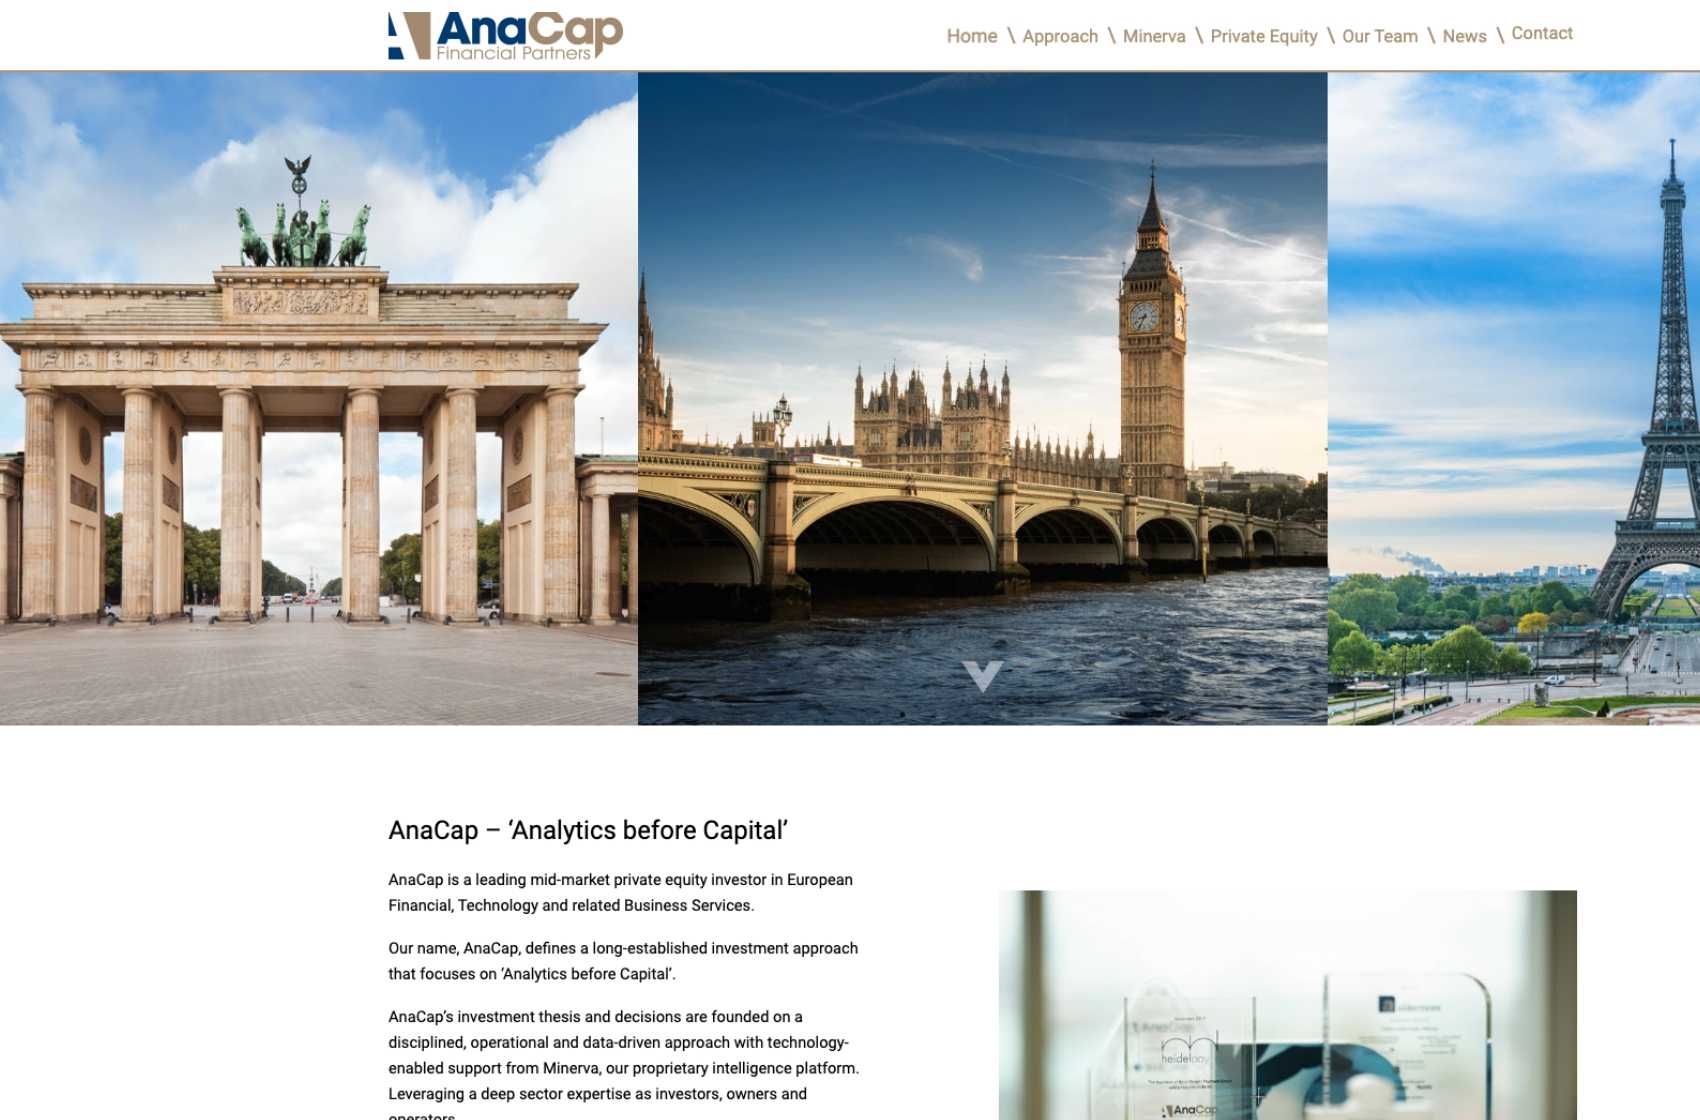 AnaCap
Financial Partners
Home \ Approach \ Minerva \ Private Equity \ Our Team \ News \ Contact
AnaCap – ‘Analytics before Capital’
AnaCap is a leading mid-market private equity investor in European
Financial, Technology and related Business Services.
Our name, AnaCap, defines a long-established investment approach
that focuses on ‘Analytics before Capital’.
AnaCap’s investment thesis and decisions are founded on a
disciplined, operational and data-driven approach with technology-
enabled support from Minerva, our proprietary intelligence platform.
Leveraging a deep sector expertise as investors, owners and
operators
heidelpay
AnaCap